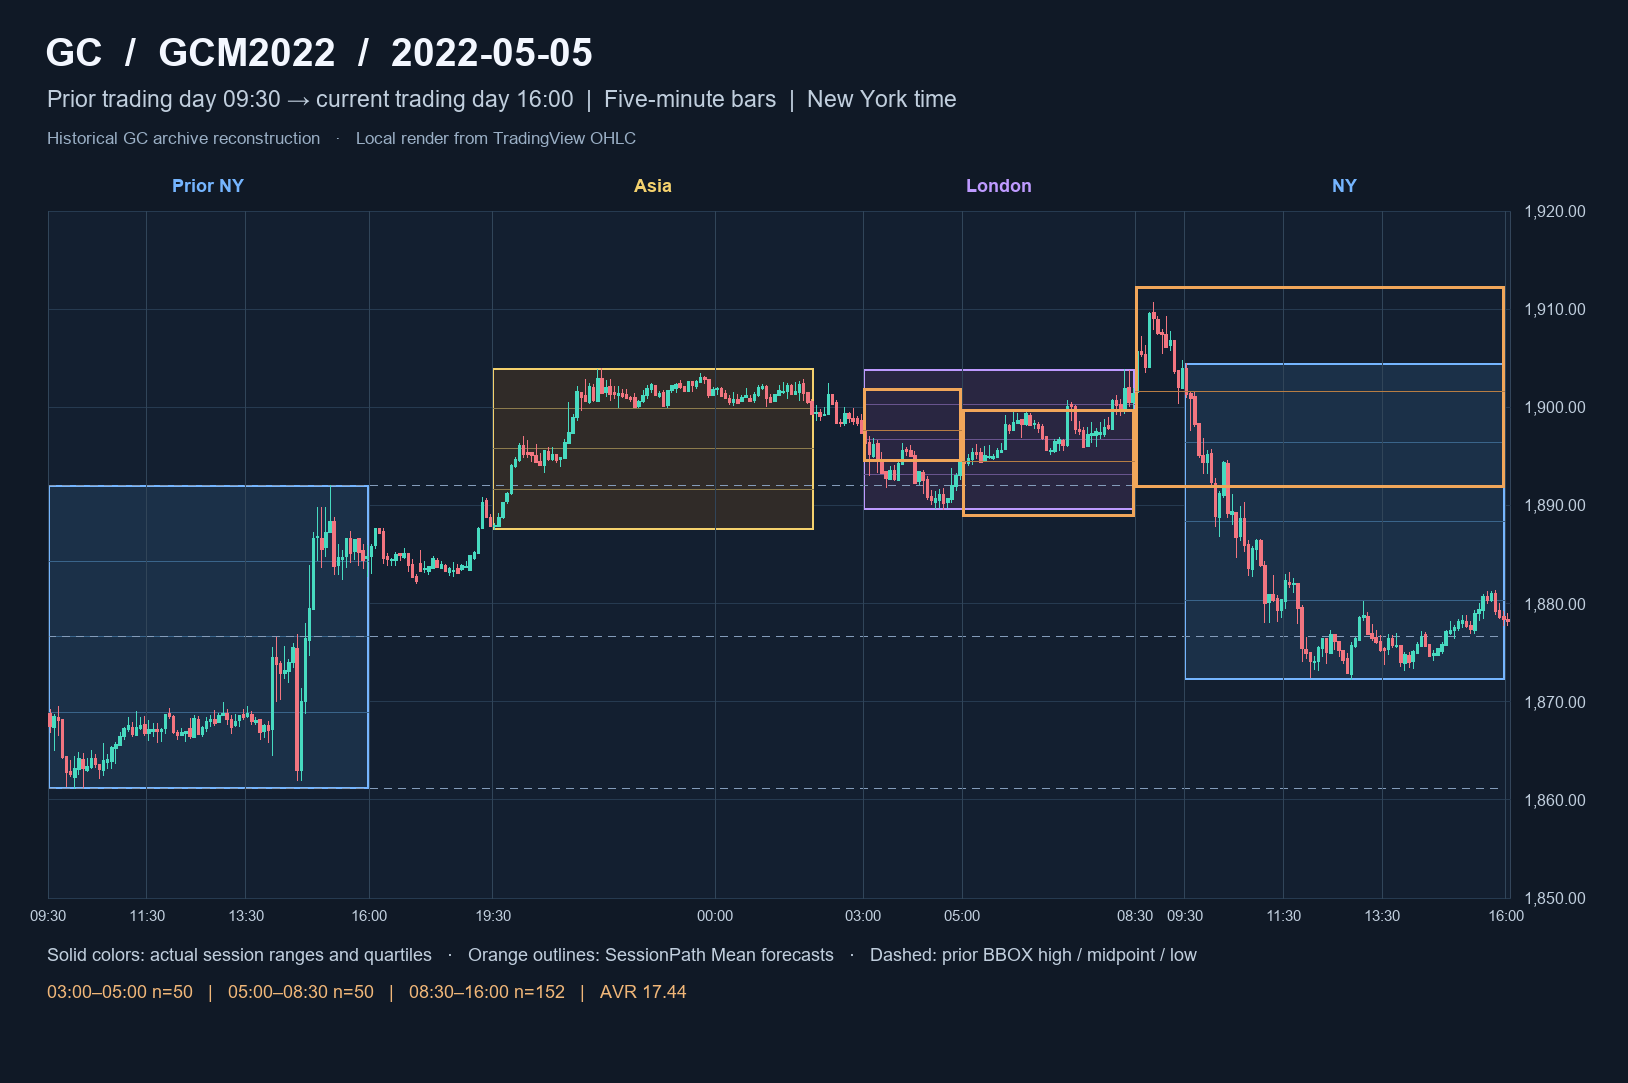 GC / GCM2022 / 2022-05-05
Prior trading day 09:30 → current trading day 16:00 | Five-minute bars | New York time
Historical GC archive reconstruction · Local render from TradingView OHLC
Prior NY Asia London NY
1,920.00
1,910.00
1,900.00
1,890.00
1,880.00
1,870.00
1,860.00
1,850.00
09:30 11:30 13:30 16:00 19:30 00:00 03:00 05:00 08:30 09:30 11:30 13:30 16:00
Solid colors: actual session ranges and quartiles · Orange outlines: SessionPath Mean forecasts · Dashed: prior BBOX high / midpoint / low
03:00–05:00 n=50 | 05:00–08:30 n=50 | 08:30–16:00 n=152 | AVR 17.44